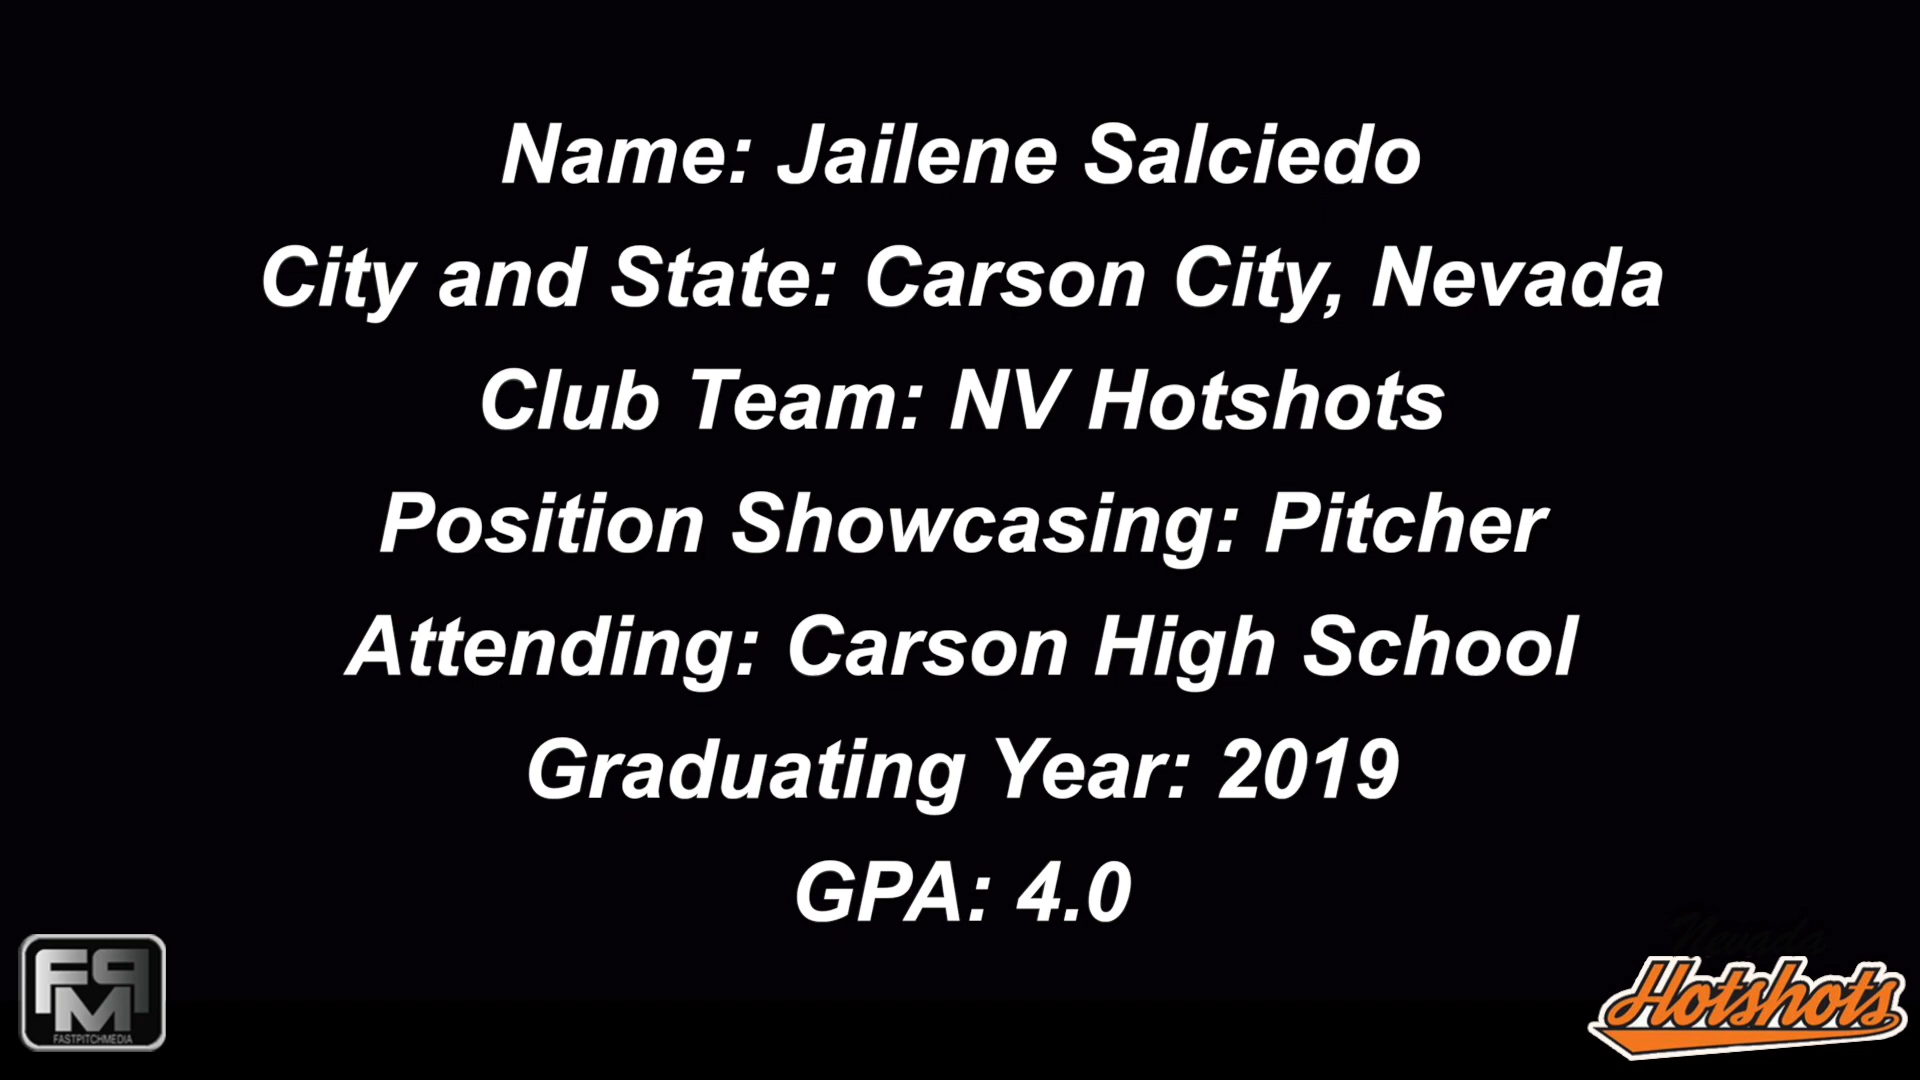 Name: Jailene Salciedo
City and State: Carson City, Nevada
Club Team: NV Hotshots
Position Showcasing: Pitcher
Attending: Carson High School
Graduating Year: 2019
GPA: 4.0
FPM
FASTPITCHMEDIA
Nevada
Hotshots